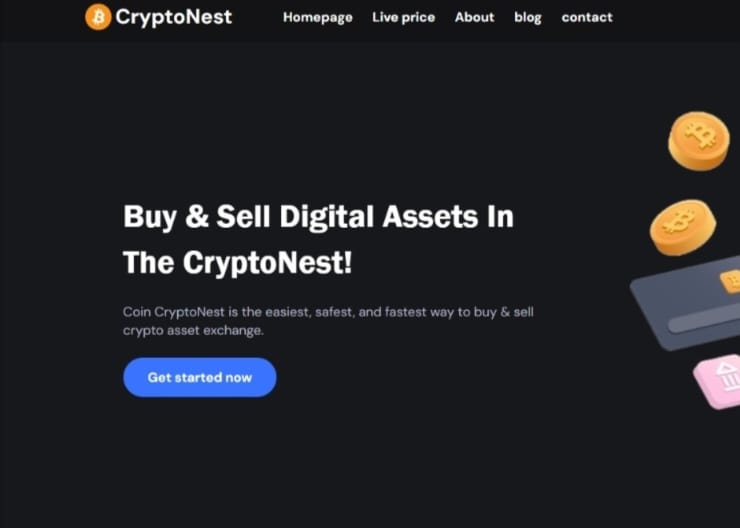 CryptoNest
Homepage Live price About blog contact
Buy & Sell Digital Assets In
The CryptoNest!
Coin CryptoNest is the easiest, safest, and fastest way to buy & sell
crypto asset exchange.
Get started now